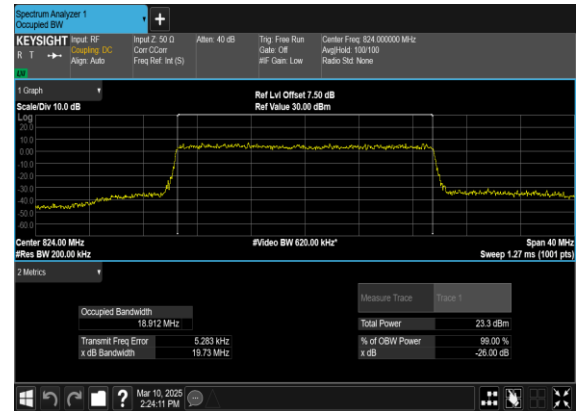 Spectrum Analyzer 1
Occupied BW
KEYSIGHT Input: RF Input Z: 50 Ω Atten: 40 dB Trig: Free Run Center Freq: 824.000000 MHz
R T Coupling: DC Corr CCorr Gate: Off Avg|Hold: 100/100
Align: Auto Freq Ref: Int (S) #IF Gain: Low Radio Std: None
1 Graph
Ref Lvl Offset 7.50 dB
Scale/Div 10.0 dB Ref Value 30.00 dBm
Log
20.0
10.0
0.00
-10.0
-20.0
-30.0
-40.0
-50.0
-60.0
Center 824.00 MHz #Video BW 620.00 kHz* Span 40 MHz
#Res BW 200.00 kHz Sweep 1.27 ms (1001 pts)
2 Metrics
Measure Trace Trace 1
Occupied Bandwidth
18.912 MHz Total Power 23.3 dBm
Transmit Freq Error 5.283 kHz % of OBW Power 99.00 %
x dB Bandwidth 19.73 MHz x dB -26.00 dB
Mar 10, 2025
2:24:11 PM